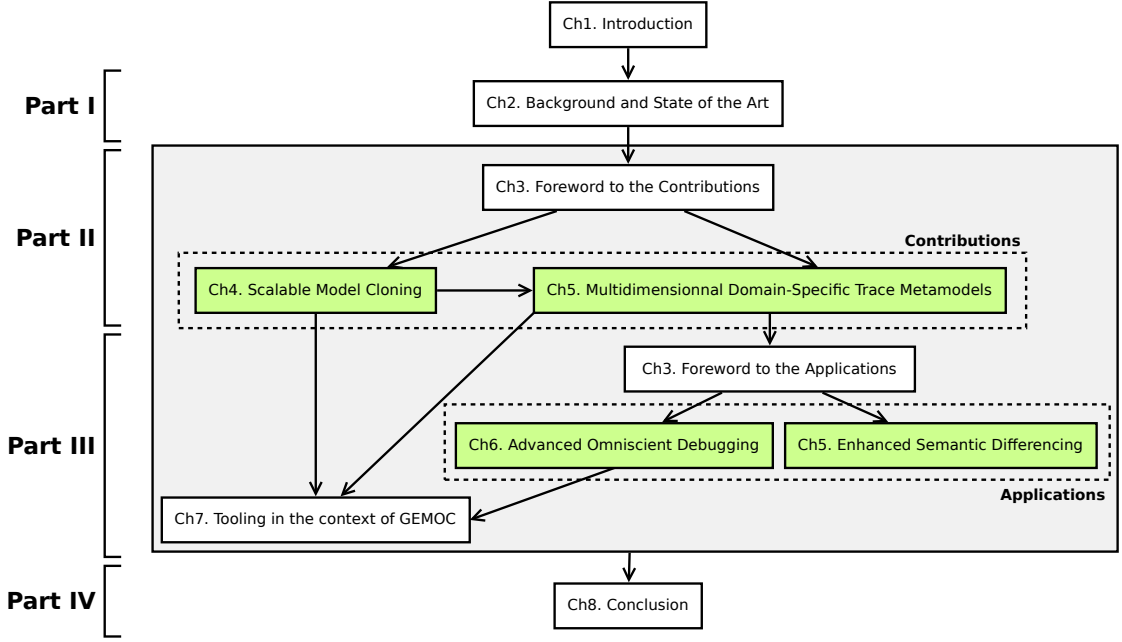 Ch1. Introduction
Part I
Ch2. Background and State of the Art
Part II
Ch3. Foreword to the Contributions
Contributions
Ch4. Scalable Model Cloning
Ch5. Multidimensionnal Domain-Specific Trace Metamodels
Part III
Ch3. Foreword to the Applications
Ch6. Advanced Omniscient Debugging
Ch5. Enhanced Semantic Differencing
Applications
Ch7. Tooling in the context of GEMOC
Part IV
Ch8. Conclusion